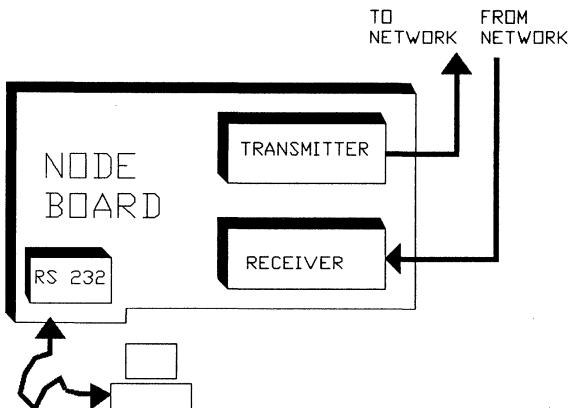 TO
NETWORK
FROM
NETWORK
TRANSMITTER
NODE
BOARD
RECEIVER
RS 232